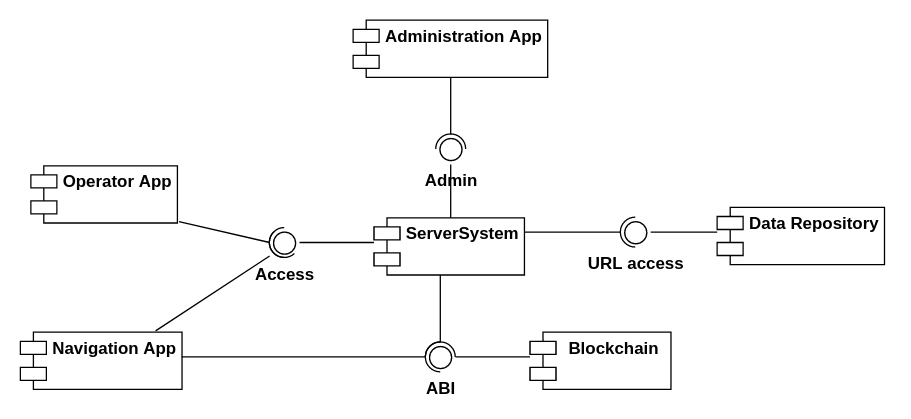 Administration App
Admin
Operator App
Access
ServerSystem
URL access
Data Repository
Navigation App
ABI
Blockchain